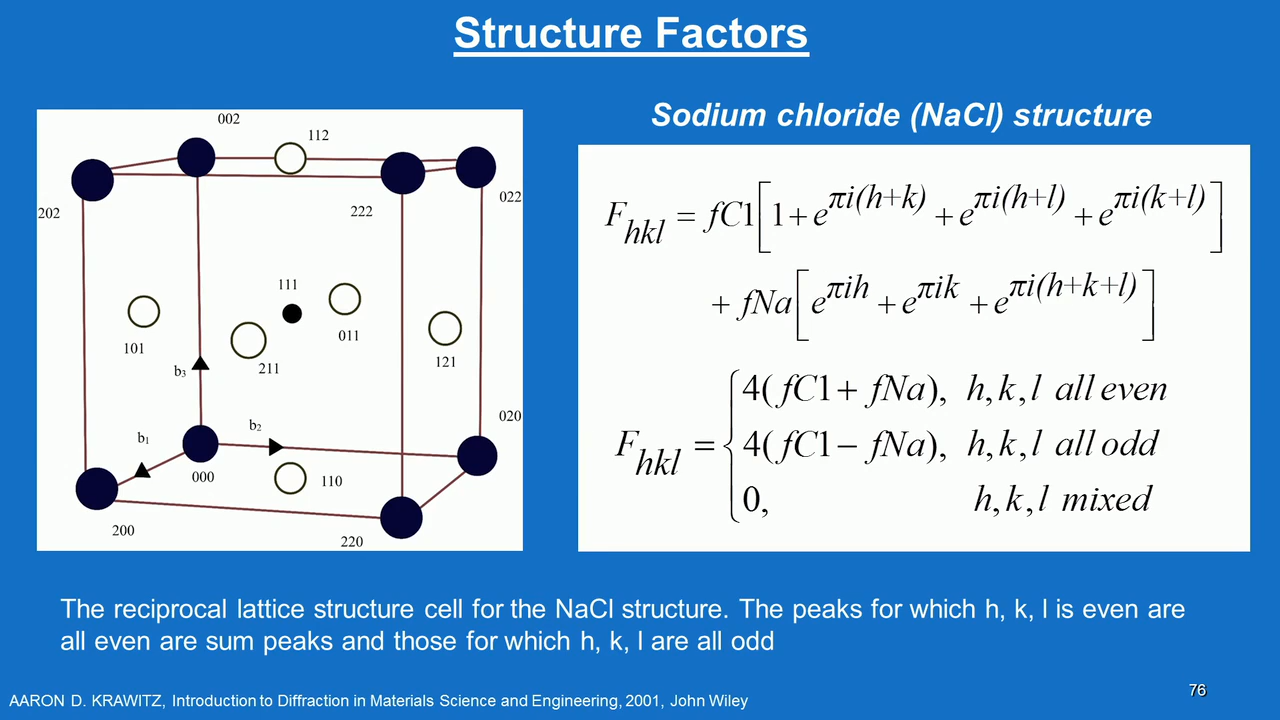 Structure Factors
002
112
202
222
022
111
101
211
011
121
b₃
b₁
b₂
020
000
110
200
220
Sodium chloride (NaCl) structure
F_hkl = fC1[1 + e^πi(h+k) + e^πi(h+l) + e^πi(k+l)]
+ fNa[e^πih + e^πik + e^πi(h+k+l)]
4(fC1 + fNa), h, k, l all even
F_hkl = { 4(fC1 − fNa), h, k, l all odd
0, h, k, l mixed
The reciprocal lattice structure cell for the NaCl structure. The peaks for which h, k, l is even are
all even are sum peaks and those for which h, k, l are all odd
AARON D. KRAWITZ, Introduction to Diffraction in Materials Science and Engineering, 2001, John Wiley
76